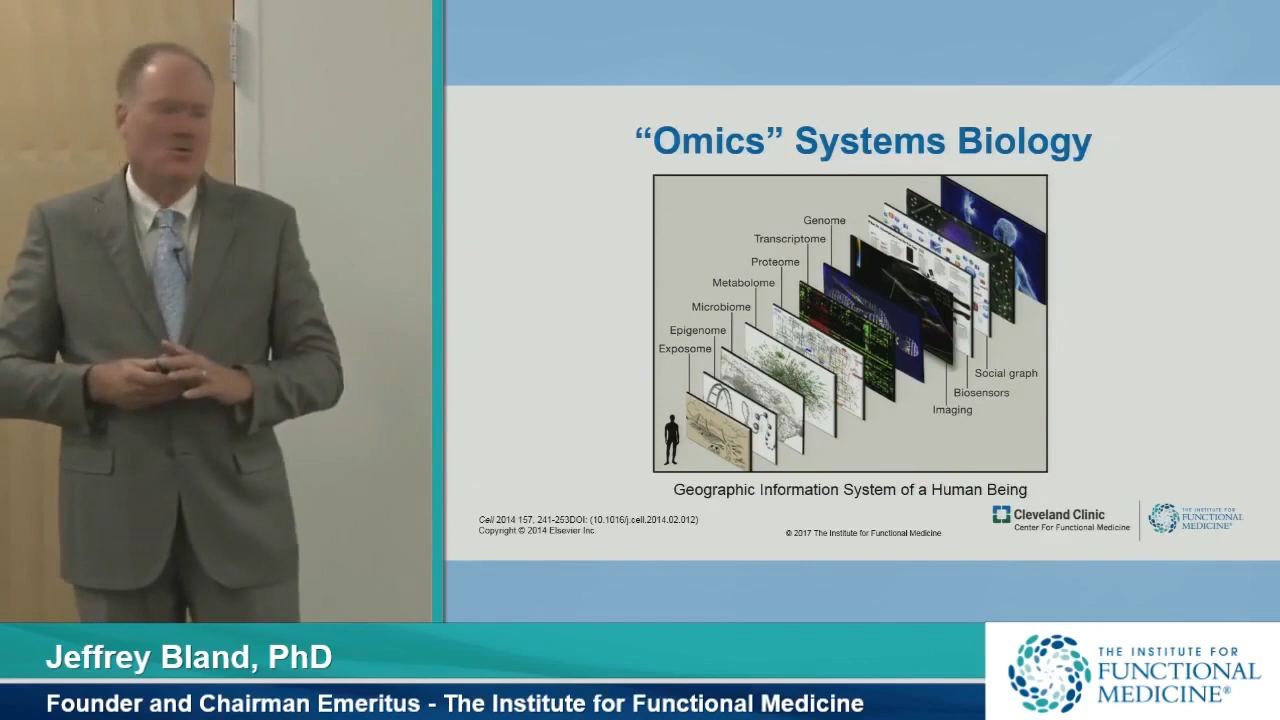 “Omics” Systems Biology
Genome
Transcriptome
Proteome
Metabolome
Microbiome
Epigenome
Exposome
Social graph
Biosensors
Imaging
Geographic Information System of a Human Being
Cell 2014 157, 241-253DOI: (10.1016/j.cell.2014.02.012)
Copyright © 2014 Elsevier Inc.
© 2017 The Institute for Functional Medicine
Cleveland Clinic
Center For Functional Medicine
THE INSTITUTE FOR
FUNCTIONAL
MEDICINE®
Jeffrey Bland, PhD
Founder and Chairman Emeritus - The Institute for Functional Medicine
THE INSTITUTE FOR
FUNCTIONAL
MEDICINE®